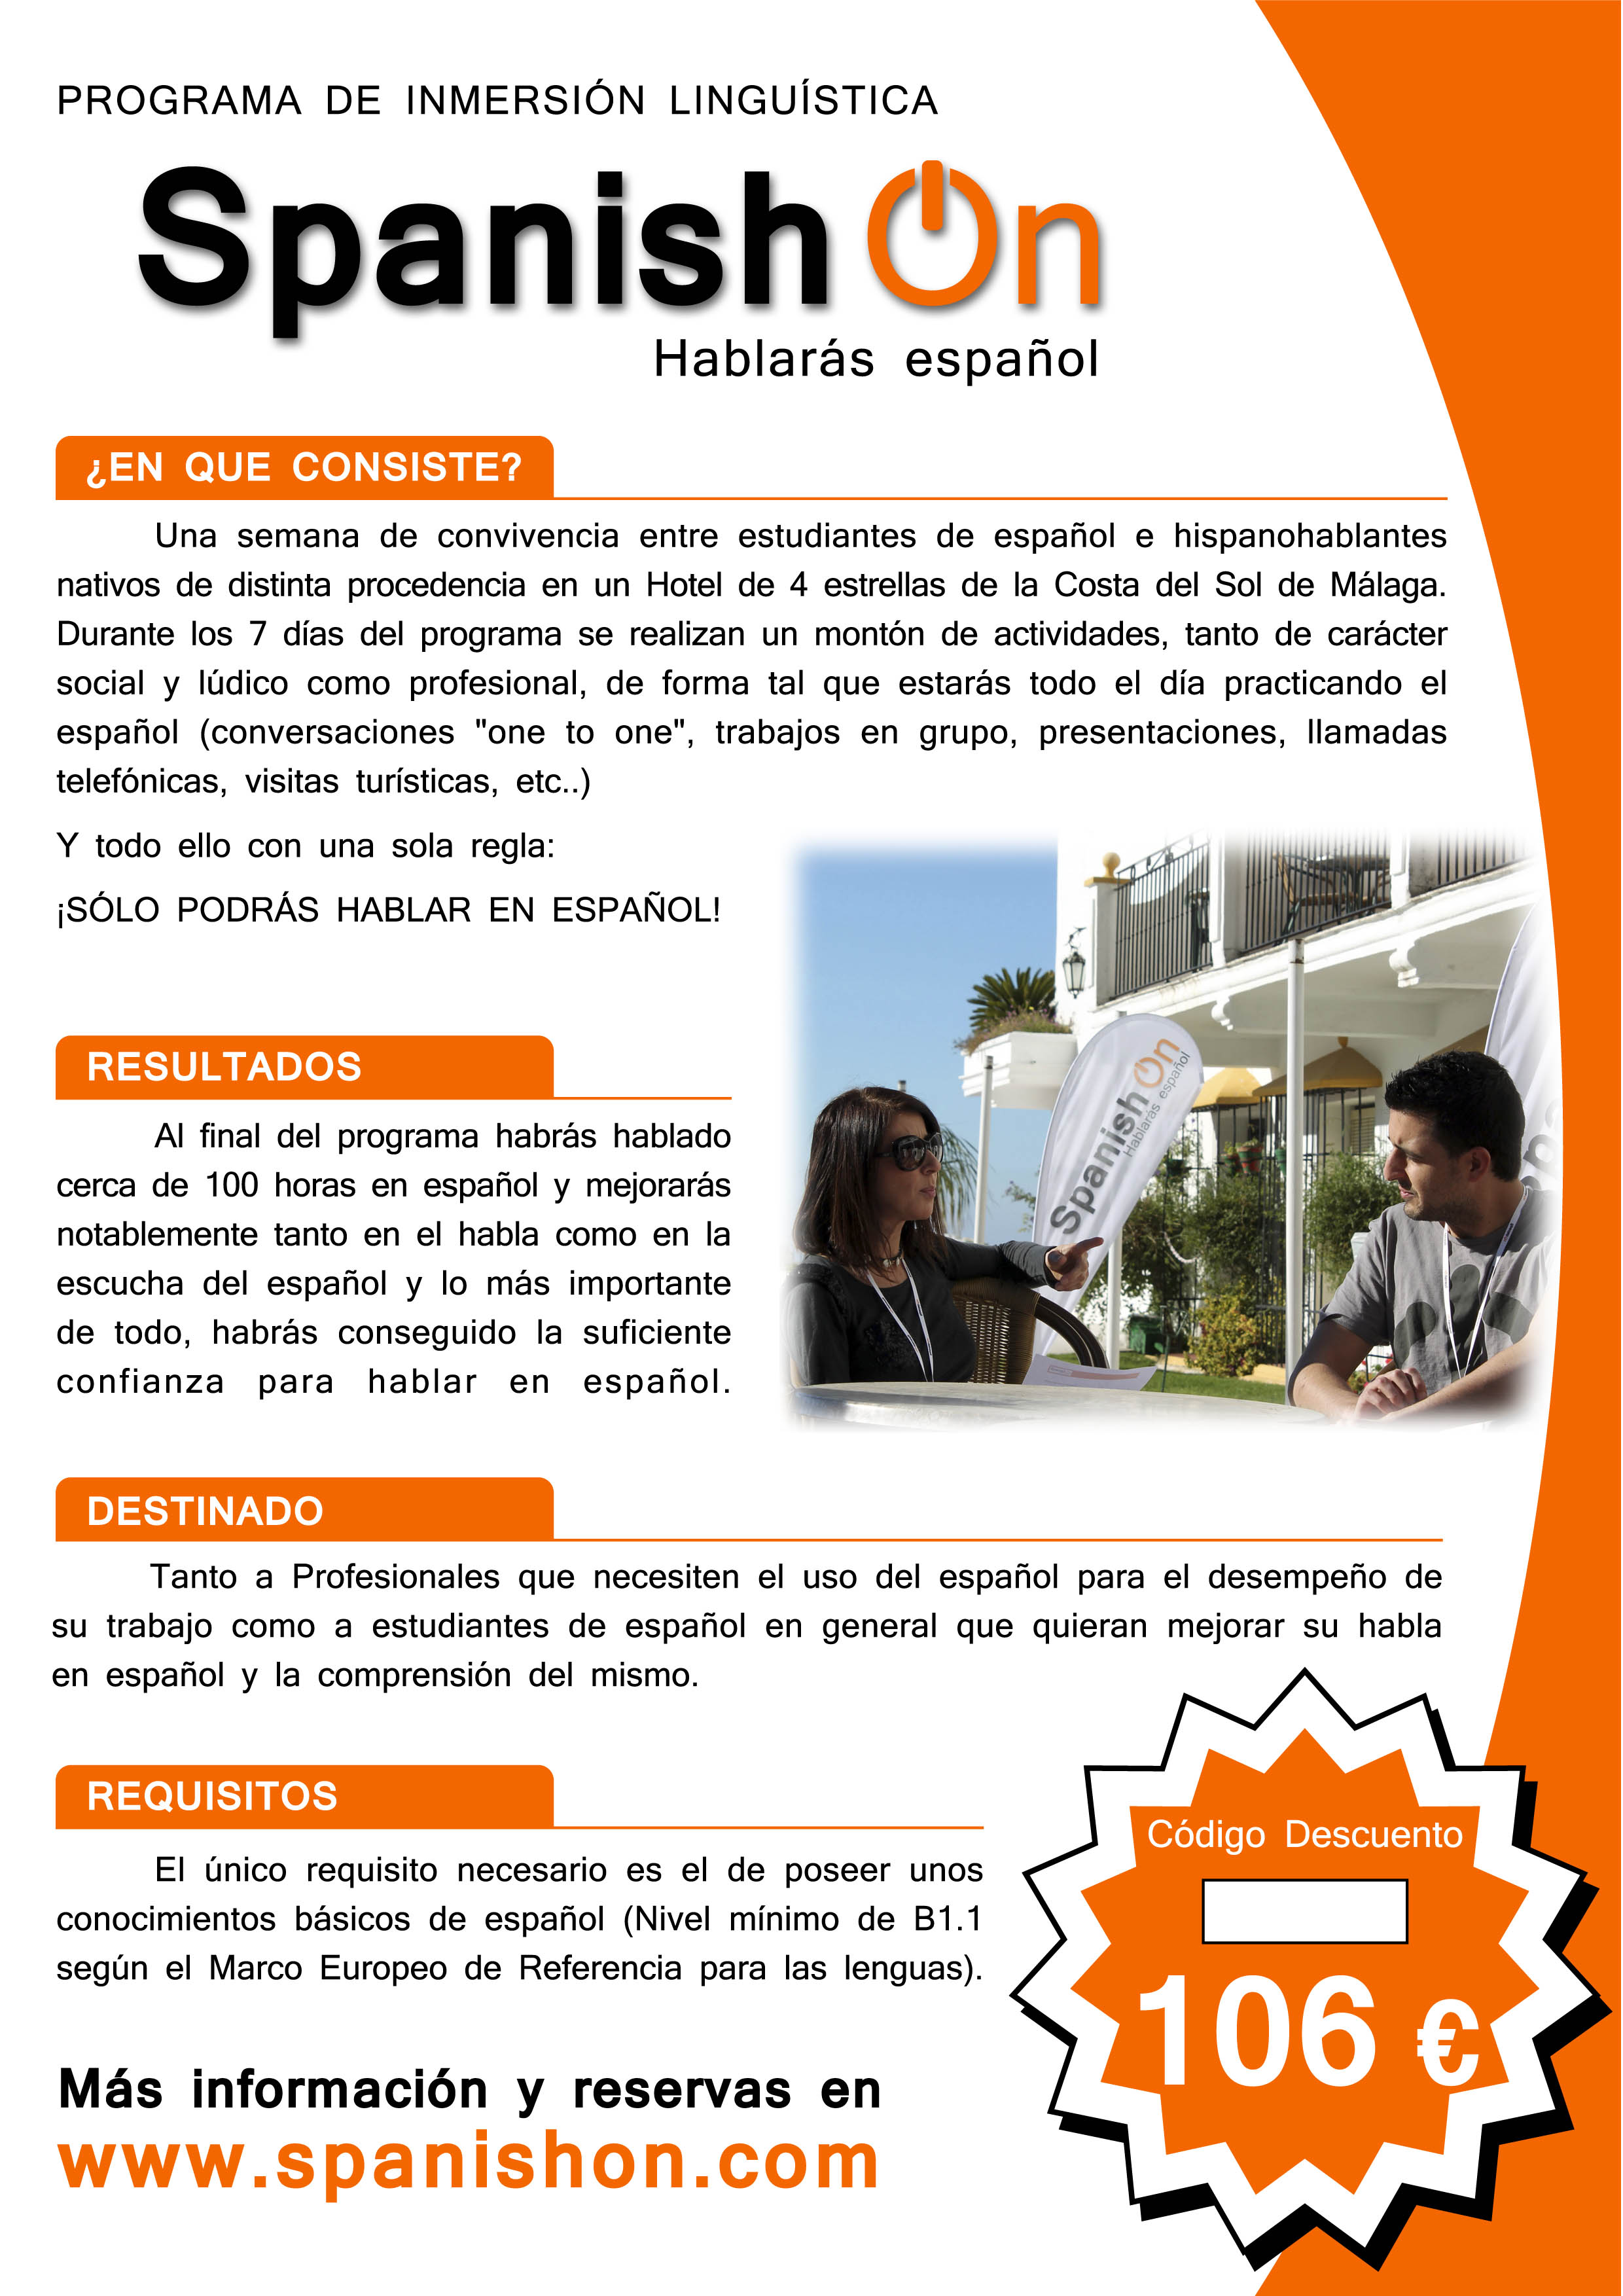 PROGRAMA DE INMERSIÓN LINGUÍSTICA
Spanish On
Hablarás español
¿EN QUE CONSISTE?
Una semana de convivencia entre estudiantes de español e hispanohablantes
nativos de distinta procedencia en un Hotel de 4 estrellas de la Costa del Sol de Málaga.
Durante los 7 días del programa se realizan un montón de actividades, tanto de carácter
social y lúdico como profesional, de forma tal que estarás todo el día practicando el
español (conversaciones "one to one", trabajos en grupo, presentaciones, llamadas
telefónicas, visitas turísticas, etc..)
Y todo ello con una sola regla:
¡SÓLO PODRÁS HABLAR EN ESPAÑOL!
Spanish On
Hablarás español
RESULTADOS
Al final del programa habrás hablado
cerca de 100 horas en español y mejorarás
notablemente tanto en el habla como en la
escucha del español y lo más importante
de todo, habrás conseguido la suficiente
confianza para hablar en español.
DESTINADO
Tanto a Profesionales que necesiten el uso del español para el desempeño de
su trabajo como a estudiantes de español en general que quieran mejorar su habla
en español y la comprensión del mismo.
REQUISITOS
El único requisito necesario es el de poseer unos
conocimientos básicos de español (Nivel mínimo de B1.1
según el Marco Europeo de Referencia para las lenguas).
Código Descuento
106 €
Más información y reservas en
www.spanishon.com